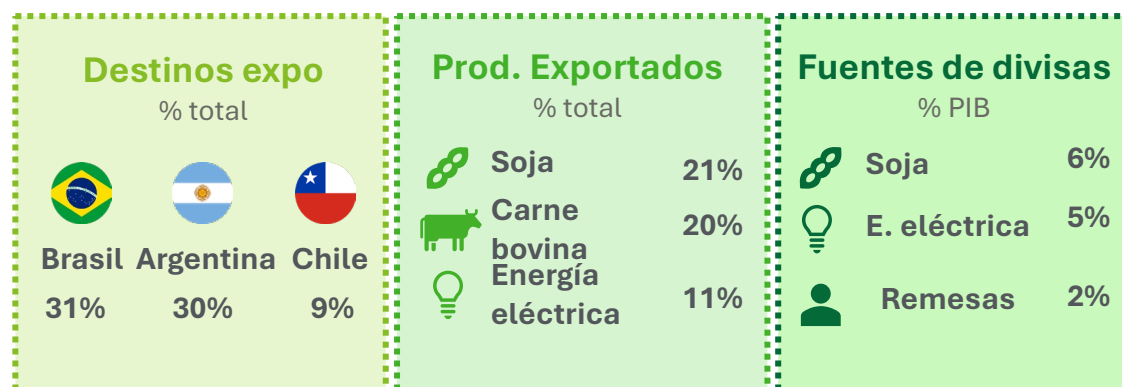 Destinos expo
% total
Brasil Argentina Chile
31% 30% 9%
Prod. Exportados
% total
Soja 21%
Carne
bovina 20%
Energía
eléctrica 11%
Fuentes de divisas
% PIB
Soja 6%
E. eléctrica 5%
Remesas 2%